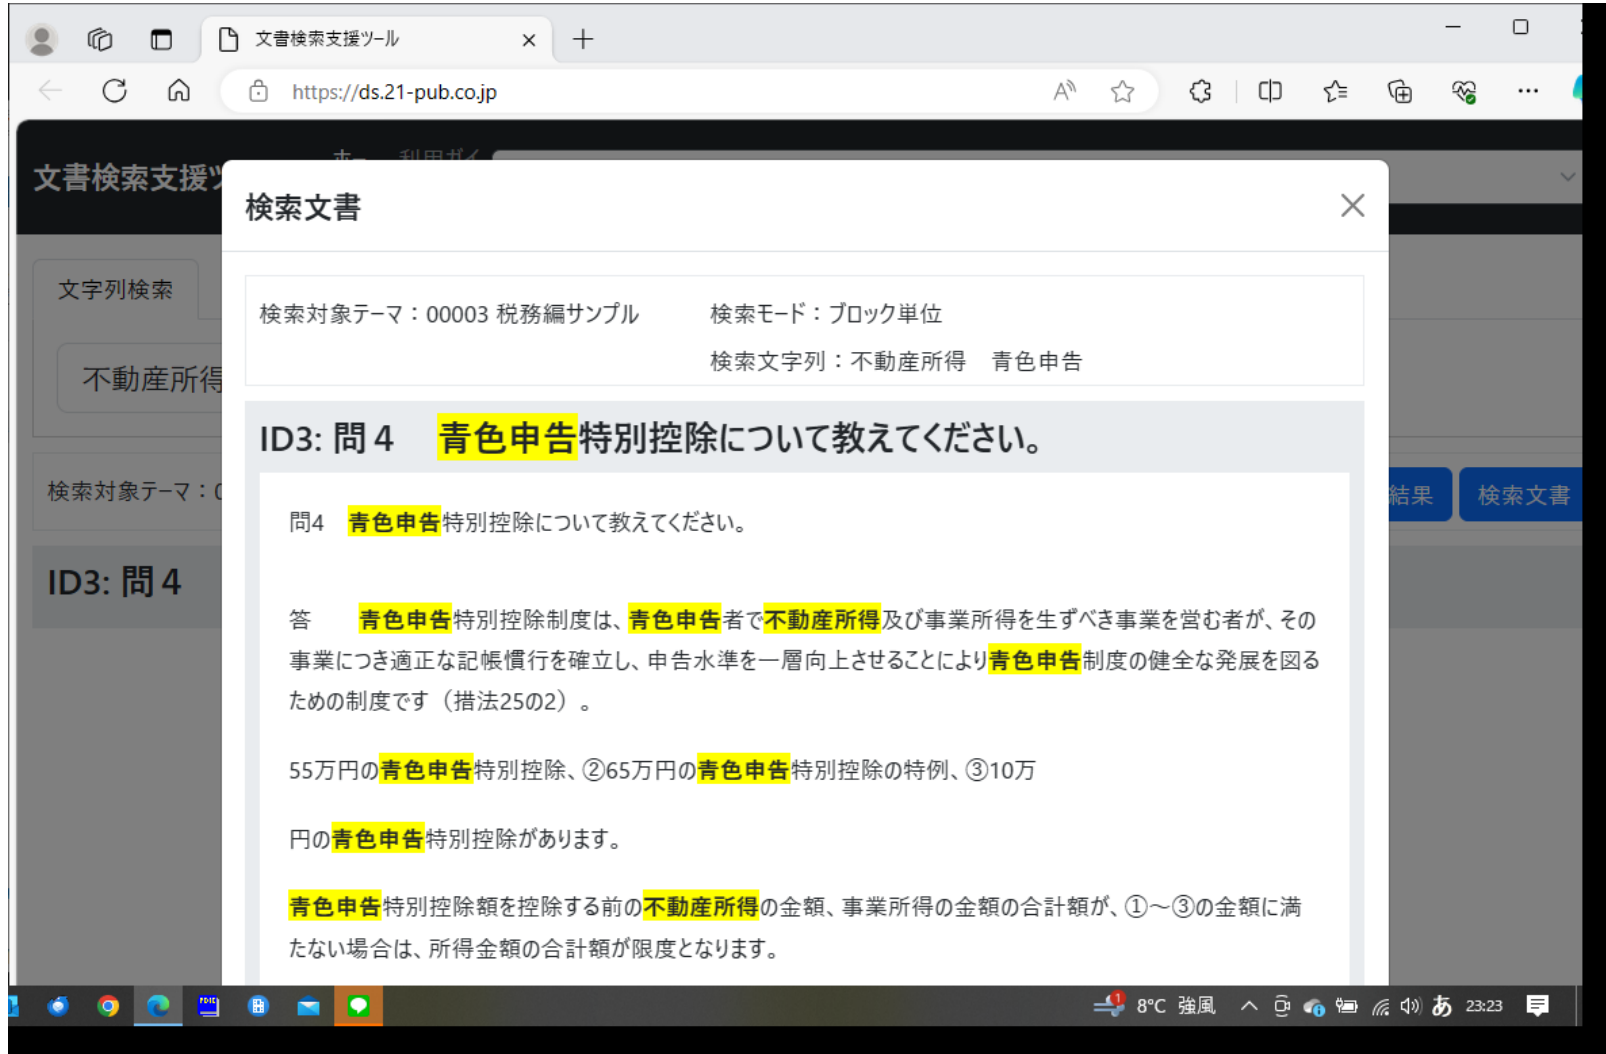 文書検索支援ツール
https://ds.21-pub.co.jp
ホー 利用ガイ
文書検索支援ツ
検索文書
文字列検索
検索対象テーマ：00003 税務編サンプル 検索モード：ブロック単位
検索文字列：不動産所得　青色申告
不動産所得
ID3: 問４　青色申告特別控除について教えてください。
検索対象テーマ：0
結果
検索文書
ID3: 問４
問4　青色申告特別控除について教えてください。
答　　青色申告特別控除制度は、青色申告者で不動産所得及び事業所得を生ずべき事業を営む者が、その
事業につき適正な記帳慣行を確立し、申告水準を一層向上させることにより青色申告制度の健全な発展を図る
ための制度です（措法25の2）。
55万円の青色申告特別控除、②65万円の青色申告特別控除の特例、③10万
円の青色申告特別控除があります。
青色申告特別控除額を控除する前の不動産所得の金額、事業所得の金額の合計額が、①～③の金額に満
たない場合は、所得金額の合計額が限度となります。
PDIC
1
8°C 強風
あ
23:23